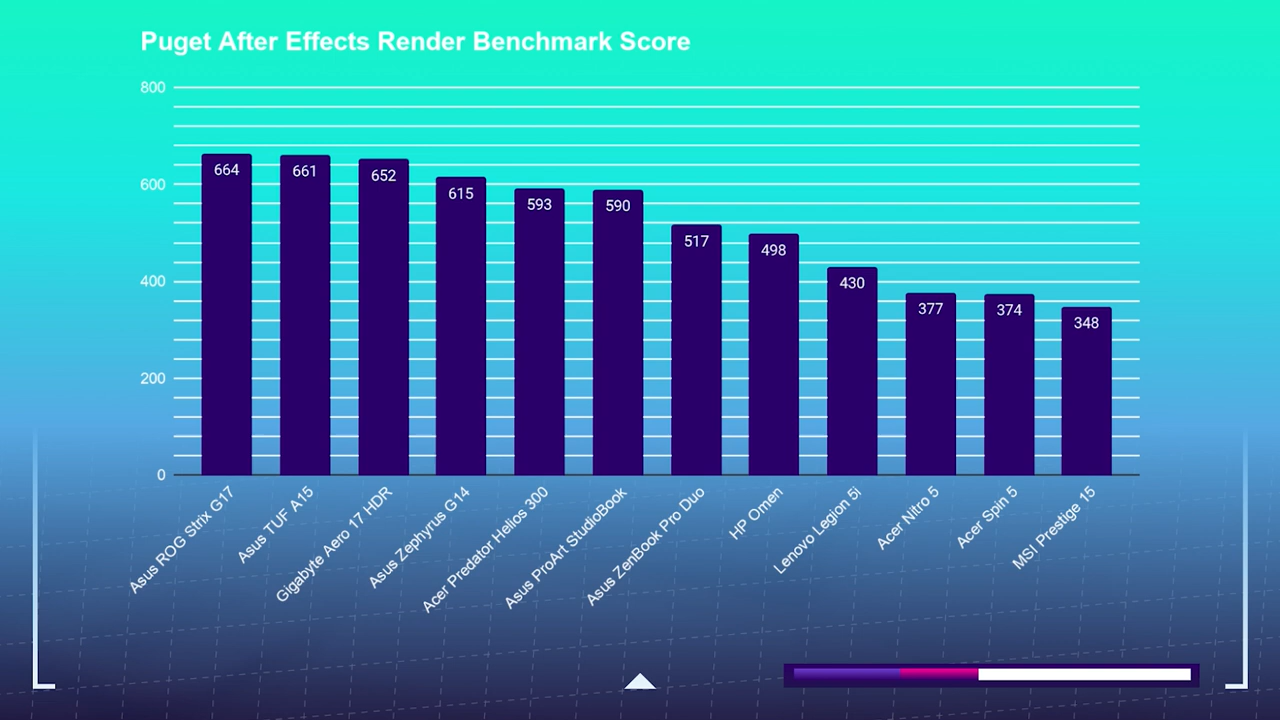 Puget After Effects Render Benchmark Score
800
600
400
200
0
664
661
652
615
593
590
517
498
430
377
374
348
Asus ROG Strix G17
Asus TUF A15
Gigabyte Aero 17 HDR
Asus Zephyrus G14
Acer Predator Helios 300
Asus ProArt StudioBook
Asus ZenBook Pro Duo
HP Omen
Lenovo Legion 5i
Acer Nitro 5
Acer Spin 5
MSI Prestige 15